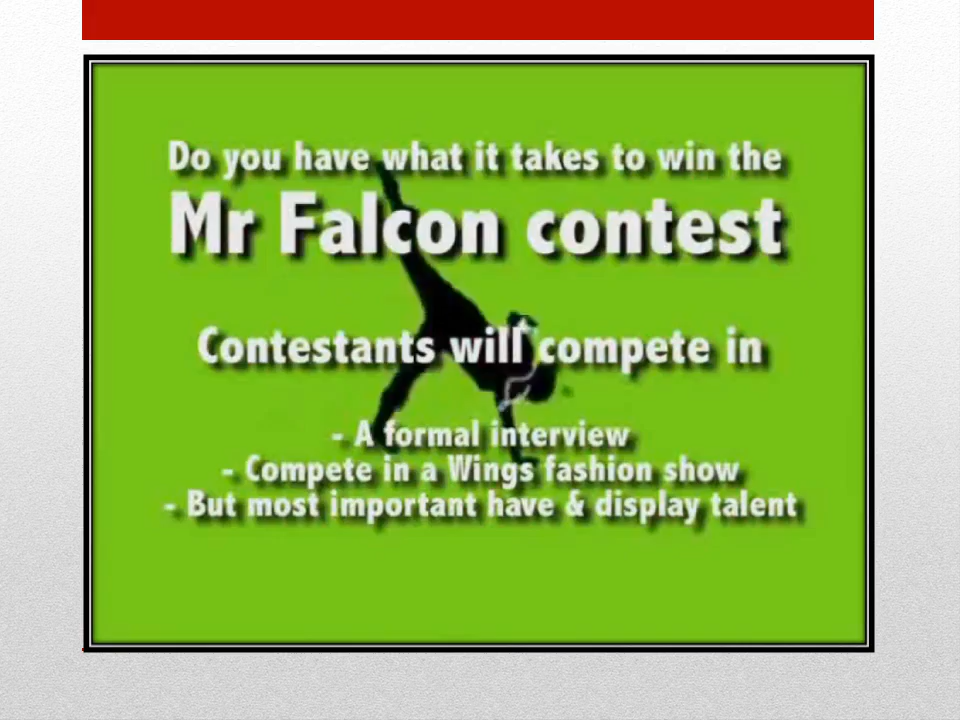 Do you have what it takes to win the
Mr Falcon contest
Contestants will compete in
- A formal interview
- Compete in a Wings fashion show
- But most important have & display talent